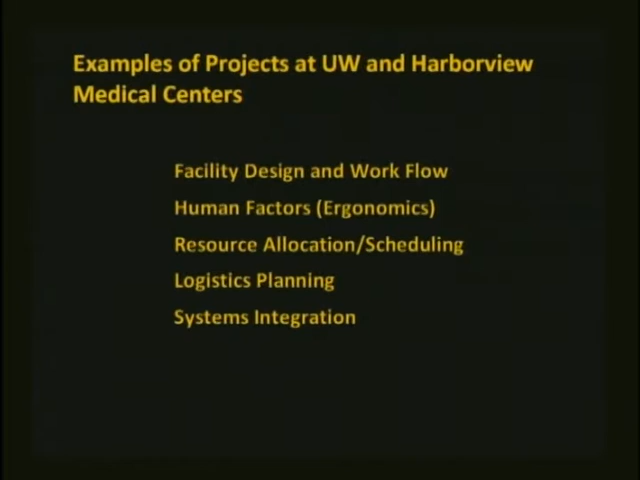 Examples of Projects at UW and Harborview
Medical Centers
Facility Design and Work Flow
Human Factors (Ergonomics)
Resource Allocation/Scheduling
Logistics Planning
Systems Integration